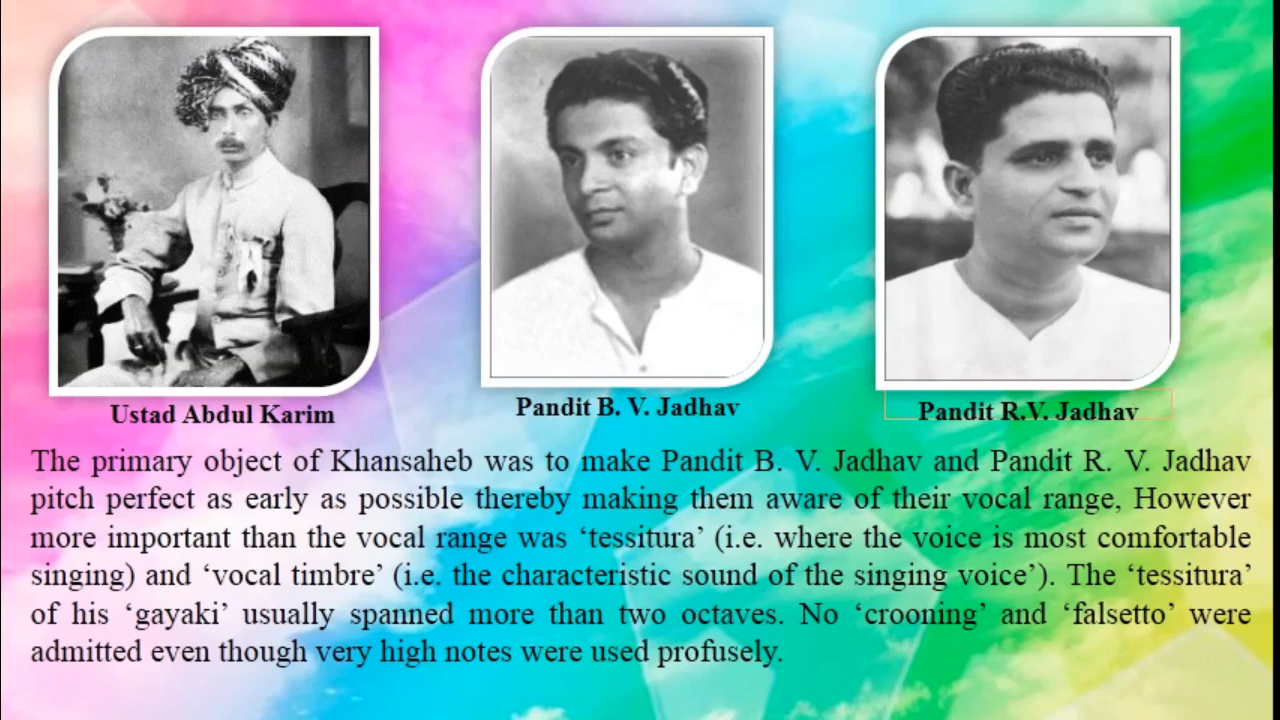 Ustad Abdul Karim
Pandit B. V. Jadhav
Pandit R.V. Jadhav
The primary object of Khansaheb was to make Pandit B. V. Jadhav and Pandit R. V. Jadhav
pitch perfect as early as possible thereby making them aware of their vocal range, However
more important than the vocal range was ‘tessitura’ (i.e. where the voice is most comfortable
singing) and ‘vocal timbre’ (i.e. the characteristic sound of the singing voice’). The ‘tessitura’
of his ‘gayaki’ usually spanned more than two octaves. No ‘crooning’ and ‘falsetto’ were
admitted even though very high notes were used profusely.